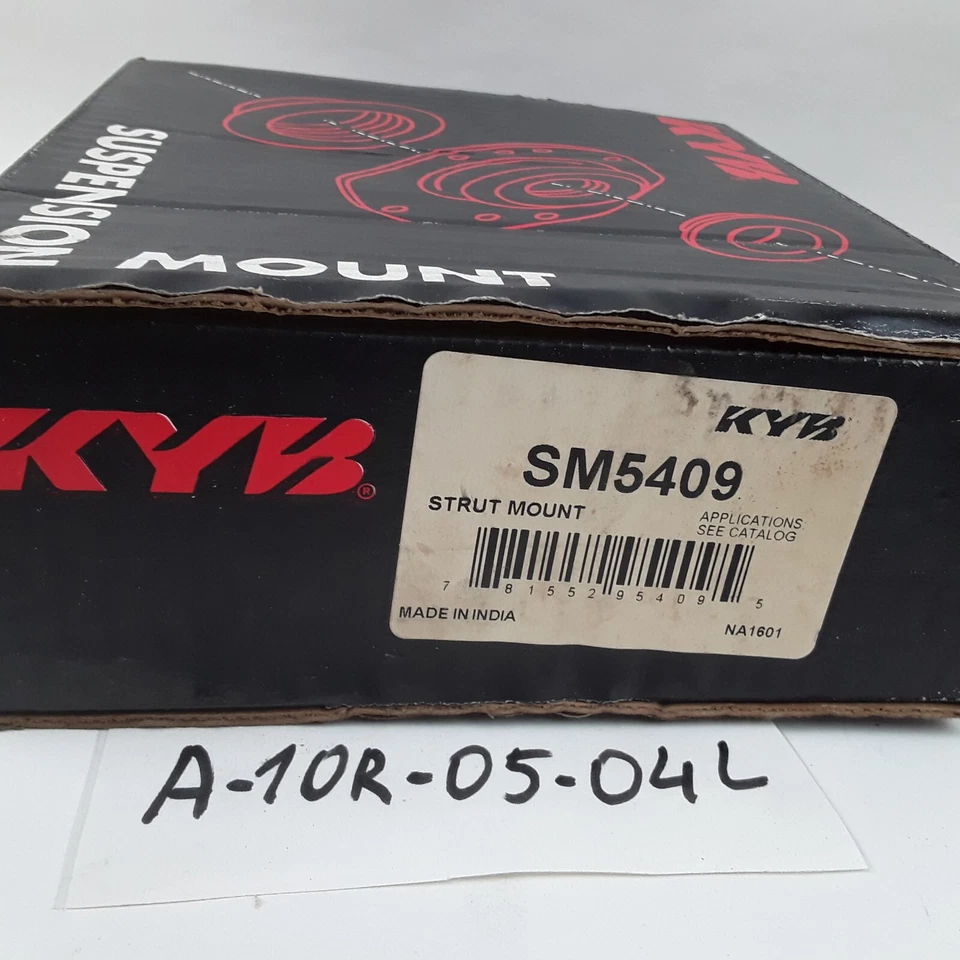 KYB
SUSPENSION
MOUNT
KYB®
KYB
SM5409
STRUT MOUNT
APPLICATIONS
SEE CATALOG
7 81552 95409 5
MADE IN INDIA
NA1601
A-10R-05-04L